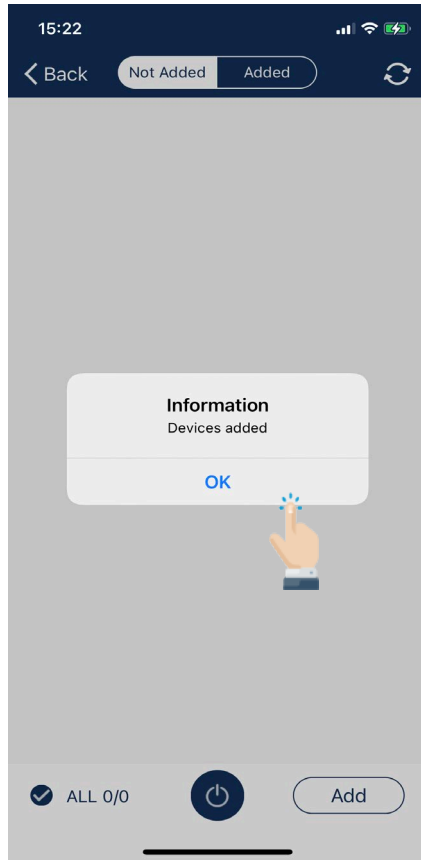 15:22
Back
Not Added
Added
Information
Devices added
OK
ALL 0/0
Add